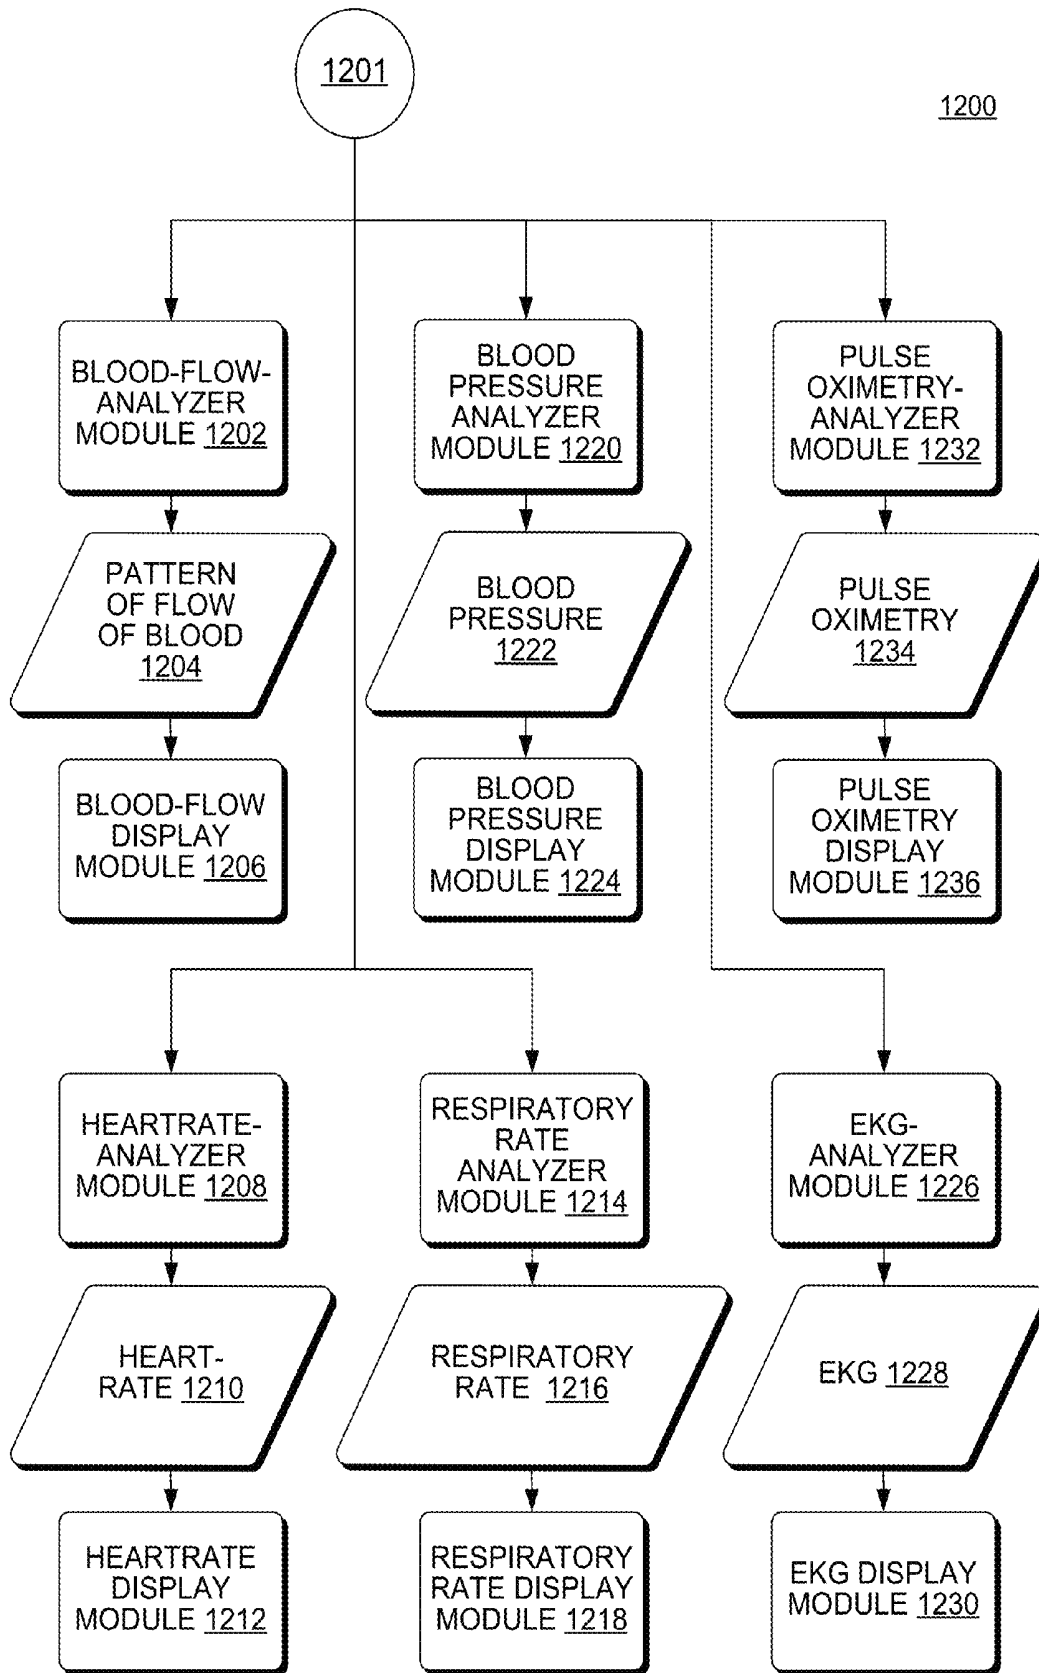 1201
1200
BLOOD-FLOW-
ANALYZER
MODULE 1202
BLOOD
PRESSURE
ANALYZER
MODULE 1220
PULSE
OXIMETRY-
ANALYZER
MODULE 1232
PATTERN
OF FLOW
OF BLOOD
1204
BLOOD
PRESSURE
1222
PULSE
OXIMETRY
1234
BLOOD-FLOW
DISPLAY
MODULE 1206
BLOOD
PRESSURE
DISPLAY
MODULE 1224
PULSE
OXIMETRY
DISPLAY
MODULE 1236
HEARTRATE-
ANALYZER
MODULE 1208
RESPIRATORY
RATE
ANALYZER
MODULE 1214
EKG-
ANALYZER
MODULE 1226
HEART-
RATE 1210
RESPIRATORY
RATE 1216
EKG 1228
HEARTRATE
DISPLAY
MODULE 1212
RESPIRATORY
RATE DISPLAY
MODULE 1218
EKG DISPLAY
MODULE 1230